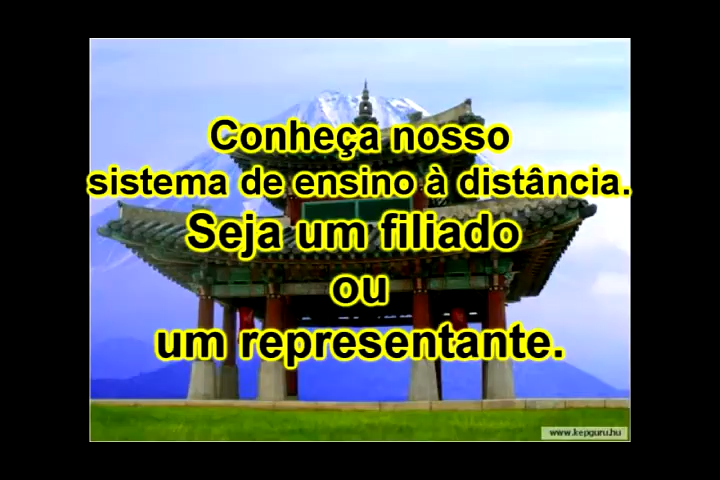 Conheça nosso
sistema de ensino à distância.
Seja um filiado
ou
um representante.
www.kepguru.hu